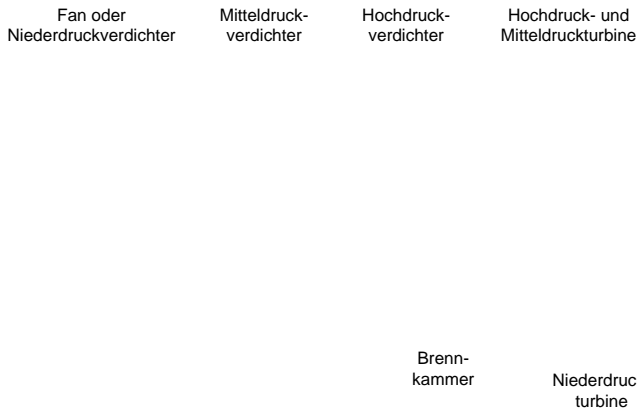 Fan oder
Niederdruckverdichter
Mitteldruck-
verdichter
Hochdruck-
verdichter
Hochdruck- und
Mitteldruckturbine
Brenn-
kammer
Niederdruc
turbine